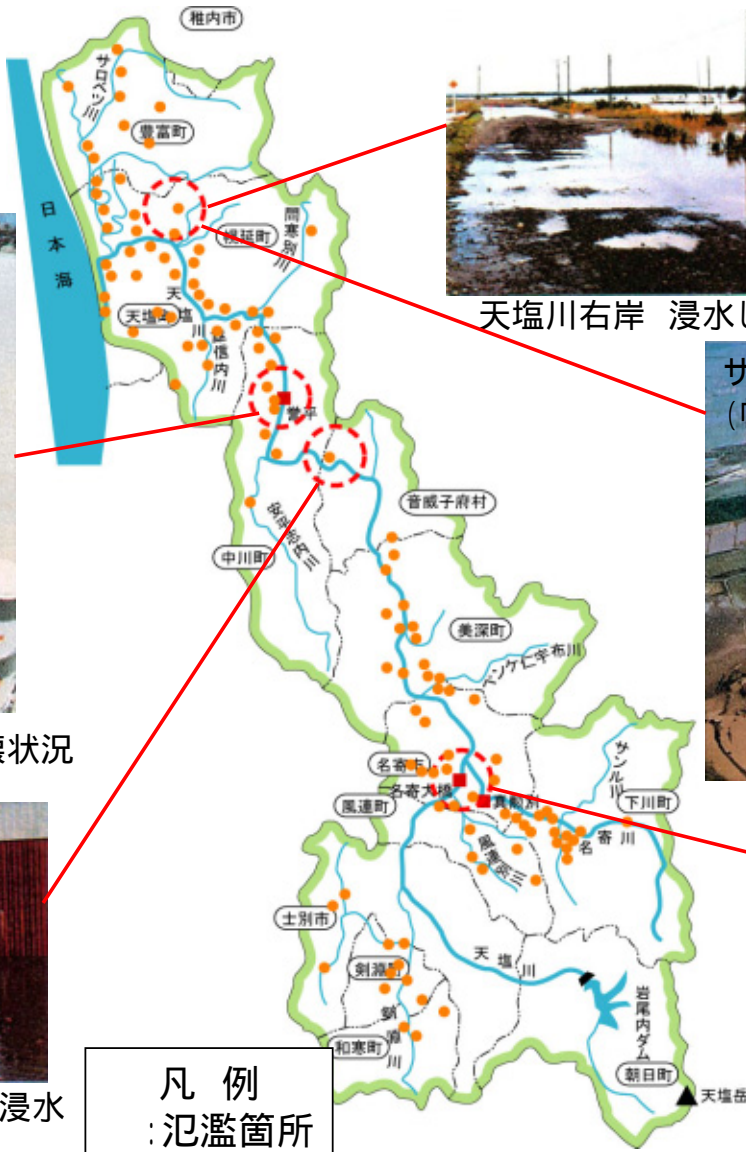 稚内市
サロベツ川
豊富町
日本海
幌延町
問寒別川
天塩川右岸 浸水し
天塩川
雄信内川
サ
誉平
音威子府村
安平志内川
中川町
美深町
ペンケ仁宇布川
壊状況
名寄市
名寄大橋
真勲別
サンル川
下川町
風連町
風連別川
名寄川
士別市
剣淵町
天塩川
剣淵川
岩尾内ダム
和寒町
朝日町
天塩岳
浸水
凡 例
:氾濫箇所